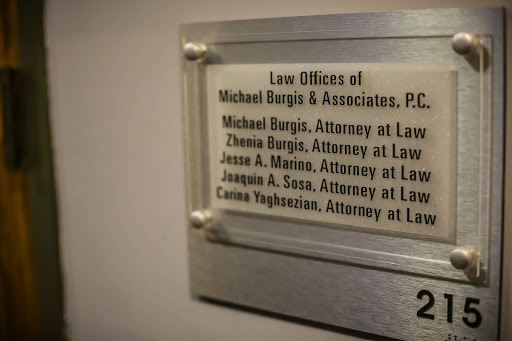 Law Offices of
Michael Burgis & Associates, P.C.
Michael Burgis, Attorney at Law
Zhenia Burgis, Attorney at Law
Jesse A. Marino, Attorney at Law
Joaquin A. Sosa, Attorney at Law
Carina Yaghsezian, Attorney at Law
215